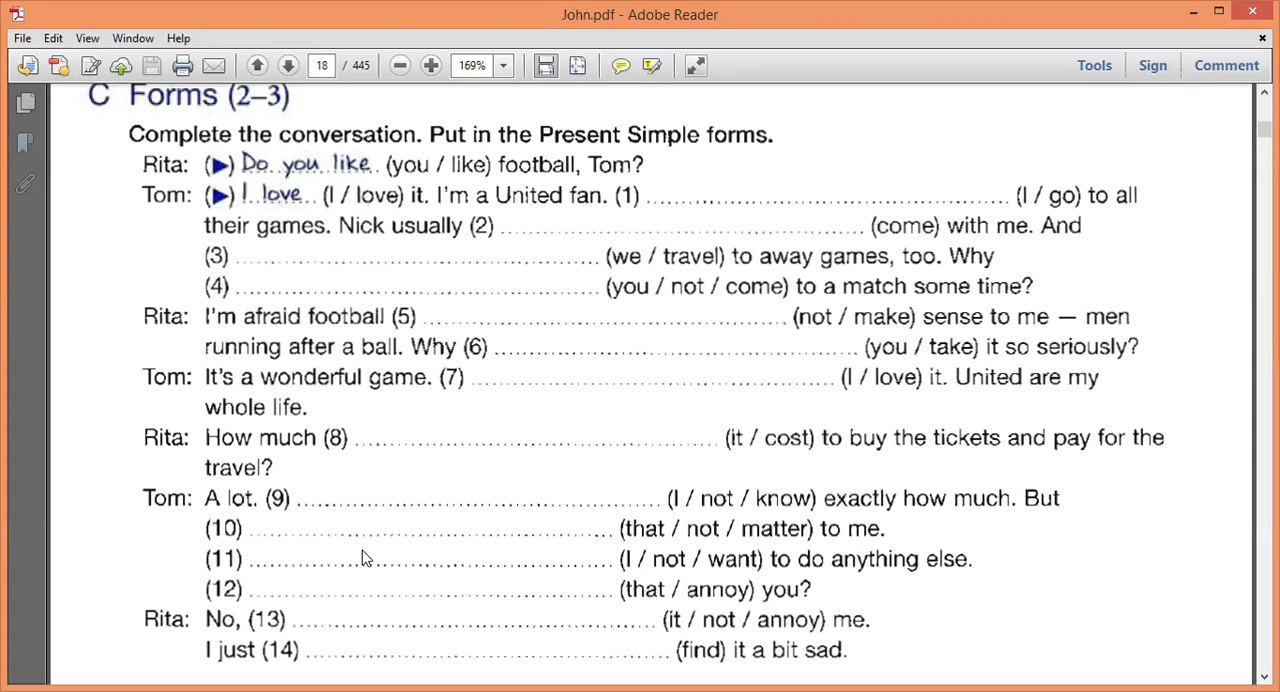 John.pdf - Adobe Reader
File Edit View Window Help
18 / 445 169% Tools Sign Comment
C Forms (2–3)
Complete the conversation. Put in the Present Simple forms.
Rita: (▶) Do you like (you / like) football, Tom?
Tom: (▶) I love (I / love) it. I'm a United fan. (1) ........................................ (I / go) to all
their games. Nick usually (2) ........................................ (come) with me. And
(3) ........................................ (we / travel) to away games, too. Why
(4) ........................................ (you / not / come) to a match some time?
Rita: I'm afraid football (5) ........................................ (not / make) sense to me — men
running after a ball. Why (6) ........................................ (you / take) it so seriously?
Tom: It's a wonderful game. (7) ........................................ (I / love) it. United are my
whole life.
Rita: How much (8) ........................................ (it / cost) to buy the tickets and pay for the
travel?
Tom: A lot. (9) ........................................ (I / not / know) exactly how much. But
(10) ........................................ (that / not / matter) to me.
(11) ........................................ (I / not / want) to do anything else.
(12) ........................................ (that / annoy) you?
Rita: No, (13) ........................................ (it / not / annoy) me.
I just (14) ........................................ (find) it a bit sad.